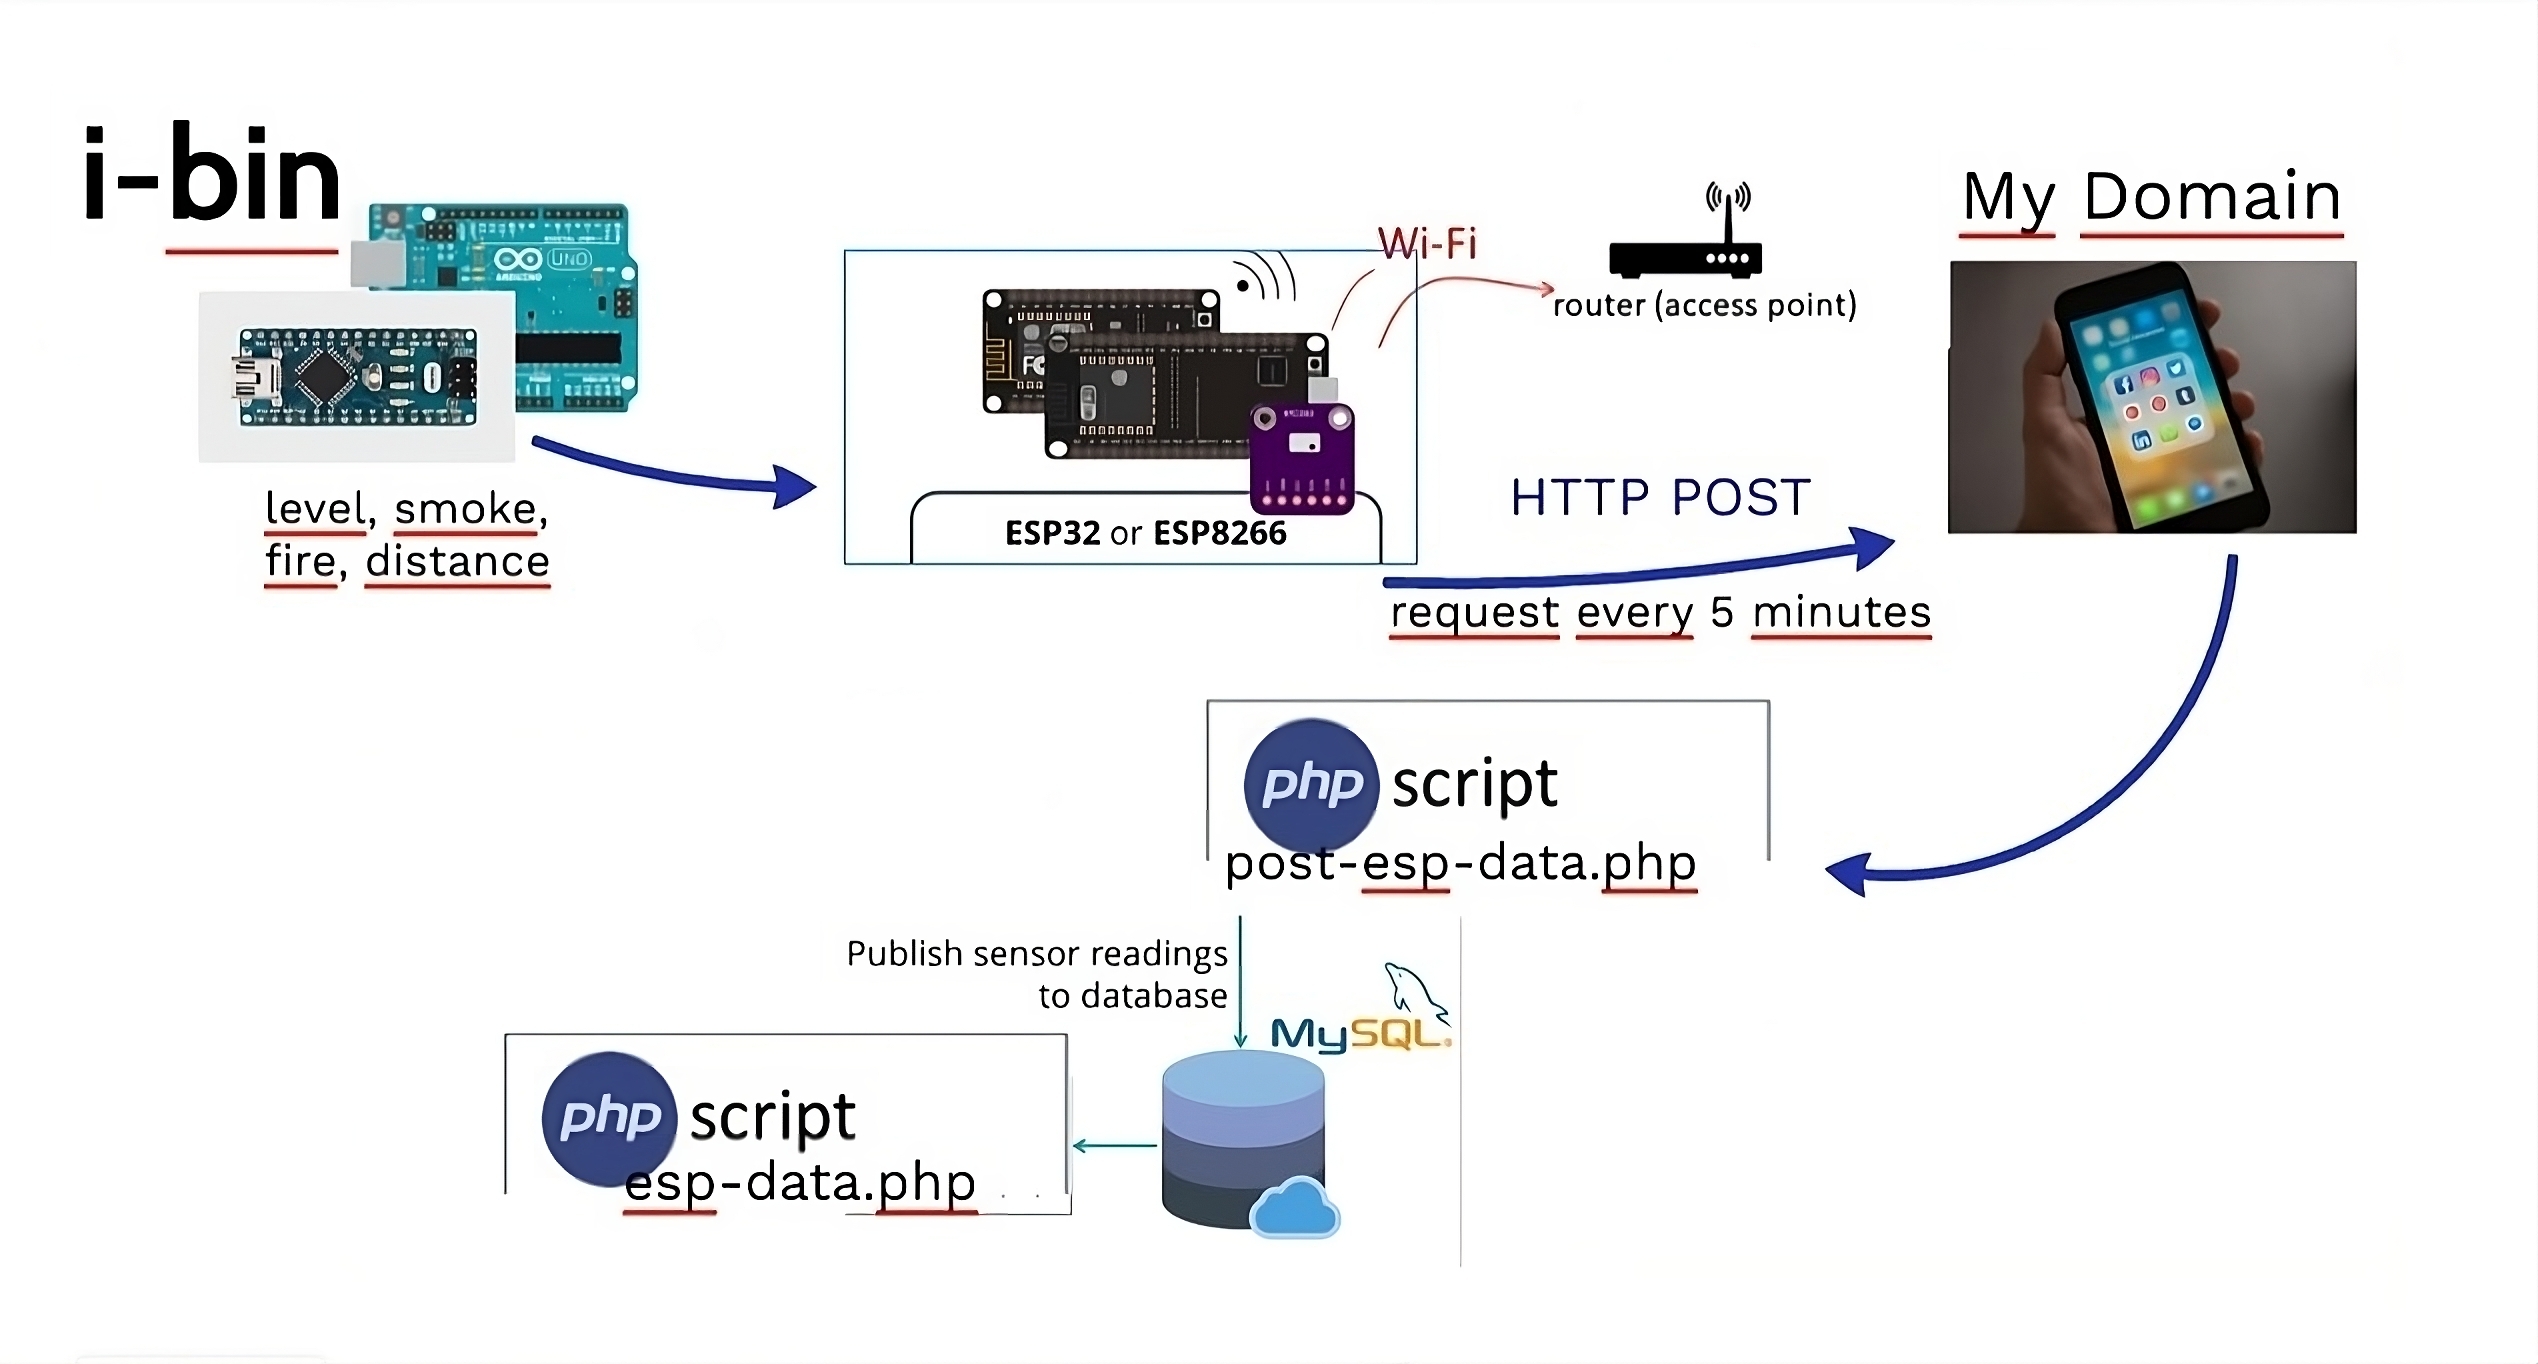 i-bin
ARDUINO
UNO
level, smoke,
fire, distance
Wi-Fi
ESP32 or ESP8266
router (access point)
My Domain
HTTP POST
request every 5 minutes
php script
post-esp-data.php
Publish sensor readings
to database
MySQL
php script
esp-data.php